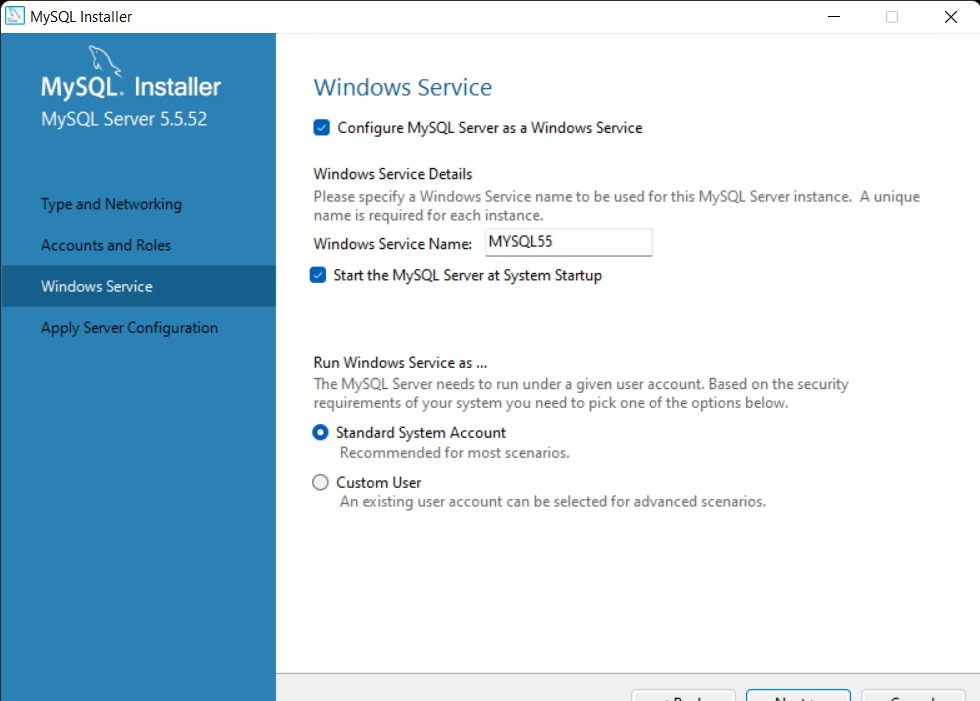 MySQL Installer
MySQL. Installer
MySQL Server 5.5.52
Type and Networking
Accounts and Roles
Windows Service
Apply Server Configuration
Windows Service
Configure MySQL Server as a Windows Service
Windows Service Details
Please specify a Windows Service name to be used for this MySQL Server instance.  A unique
name is required for each instance.
Windows Service Name: MYSQL55
Start the MySQL Server at System Startup
Run Windows Service as ...
The MySQL Server needs to run under a given user account. Based on the security
requirements of your system you need to pick one of the options below.
Standard System Account
Recommended for most scenarios.
Custom User
An existing user account can be selected for advanced scenarios.